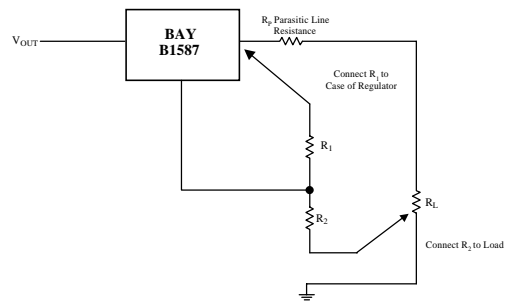 BAY
B1587
V_OUT
R_P Parasitic Line
Resistance
Connect R_1 to
Case of Regulator
R_1
R_2
R_L
Connect R_2 to Load